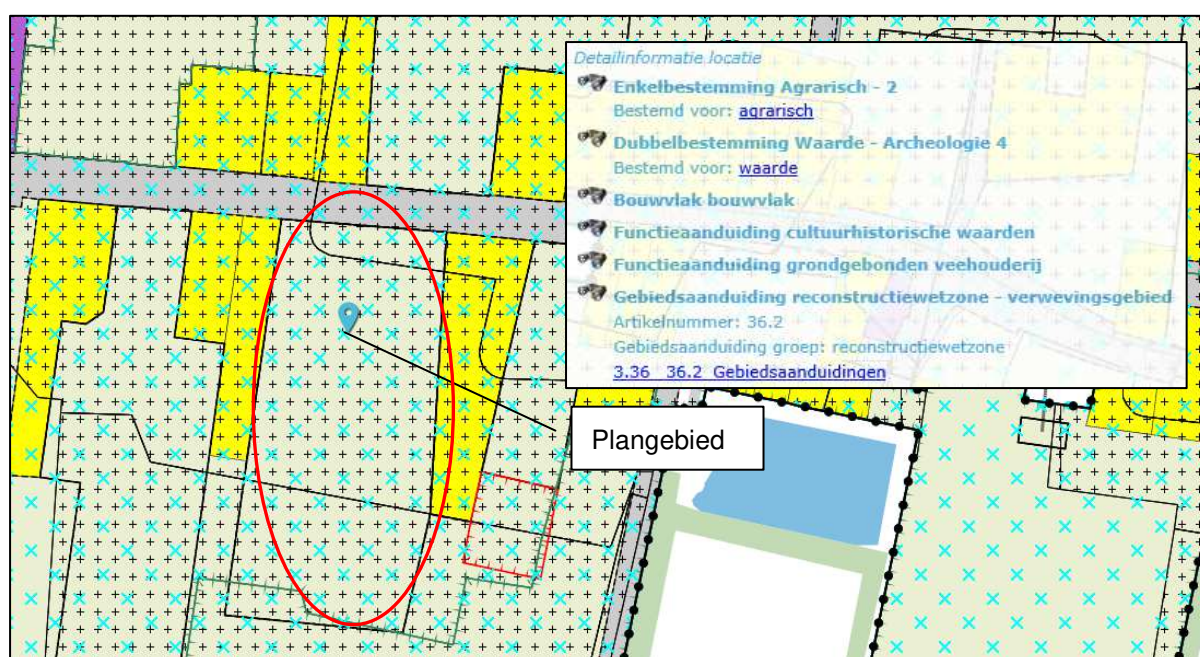 Detailinformatie locatie
Enkelbestemming Agrarisch - 2
Bestemd voor: agrarisch
Dubbelbestemming Waarde - Archeologie 4
Bestemd voor: waarde
Bouwvlak bouwvlak
Functieaanduiding cultuurhistorische waarden
Functieaanduiding grondgebonden veehouderij
Gebiedsaanduiding reconstructiewetzone - verwevingsgebied
Artikelnummer: 36.2
Gebiedsaanduiding groep: reconstructiewetzone
3.36 36.2 Gebiedsaanduidingen
Plangebied